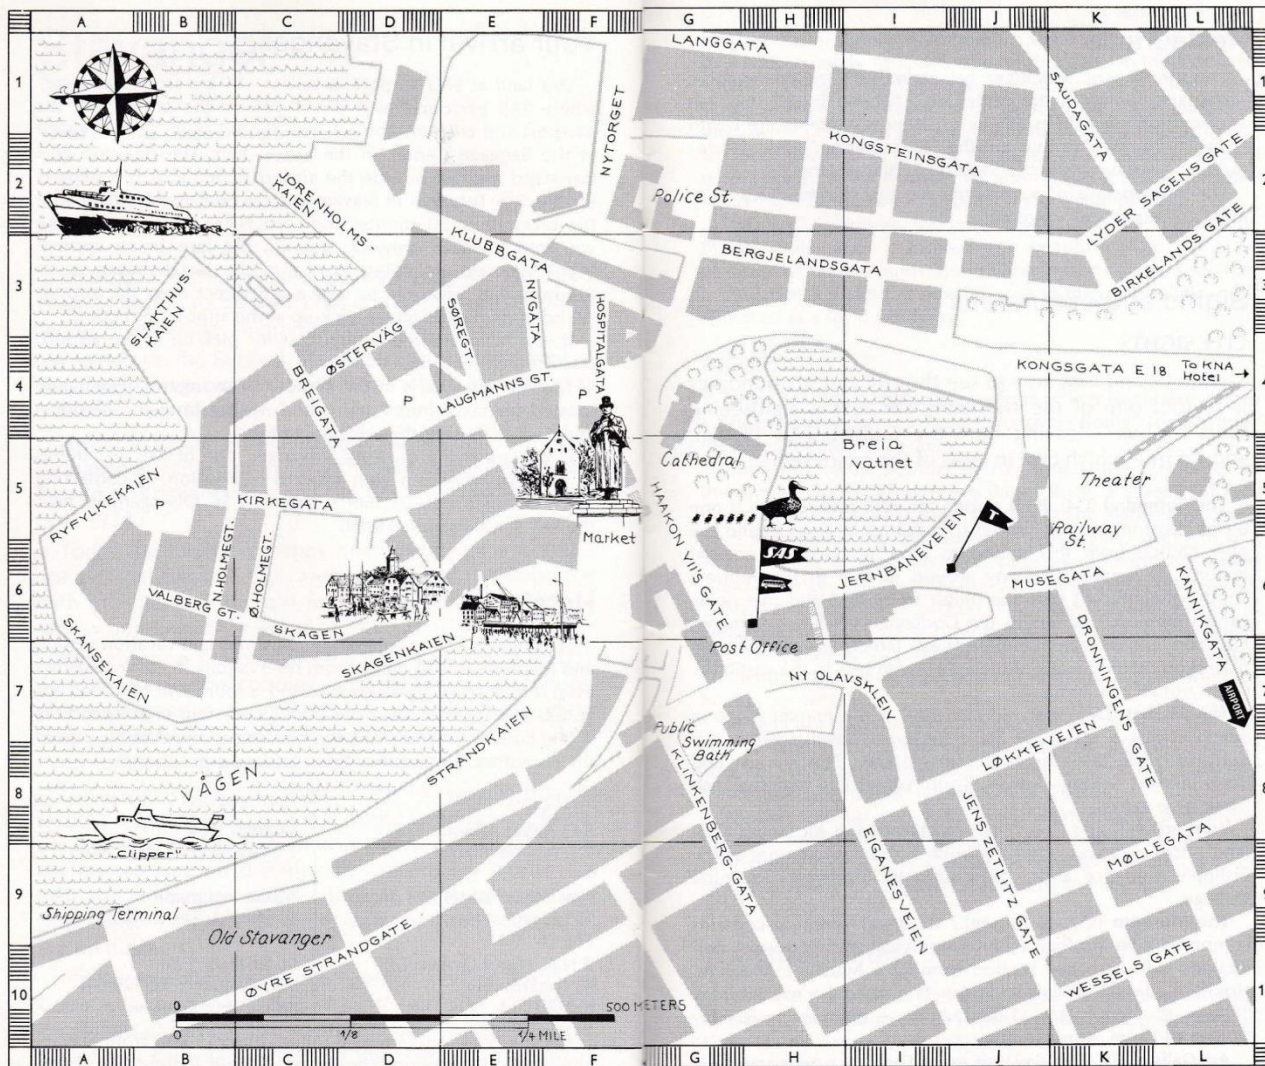 A B C D E F G H I J K L
1
LANGGATA
SAUDAGATA
NYTORGET
KONGSTEINSGATA
2
JORENHOLMS-
KAIEN
Police St.
LYDER SAGENS GATE
BIRKELANDS GATE
KLUBBGATA
BERGJELANDSGATA
3
SLAKTHUS-
KAIEN
NYGATA
SØREGT.
HOSPITALGATA
ØSTERVÅG
BREIGATA
KONGSGATA E 18
To KNA
Hotel
4
P
LAUGMANNS GT.
P
Breia
vatnet
Cathedral
Theater
5
RYFYLKEKAIEN
P
KIRKEGATA
HAAKON VII'S GATE
Market
T
Railway
St.
SAS
JERNBANEVEIEN
MUSEGATA
6
N.HOLMEGT.
Ø.HOLMEGT.
VALBERG GT.
SKAGEN
KANNIKGATA
DRONNINGENS GATE
SKANSEKAIEN
SKAGENKAIEN
Post Office
7
NY OLAVSKLEIV
AIRPORT
STRANDKAIEN
Public
Swimming
Bath
LØKKEVEIEN
8
VÅGEN
KLINKENBERG GATA
EIGANESVEIEN
JENS ZETLITZ GATE
MØLLEGATA
„Clipper"
9
Shipping Terminal
Old Stavanger
ØVRE STRANDGATE
WESSELS GATE
10
0 500 METERS
0 1/8 1/4 MILE
A B C D E F G H I J K L